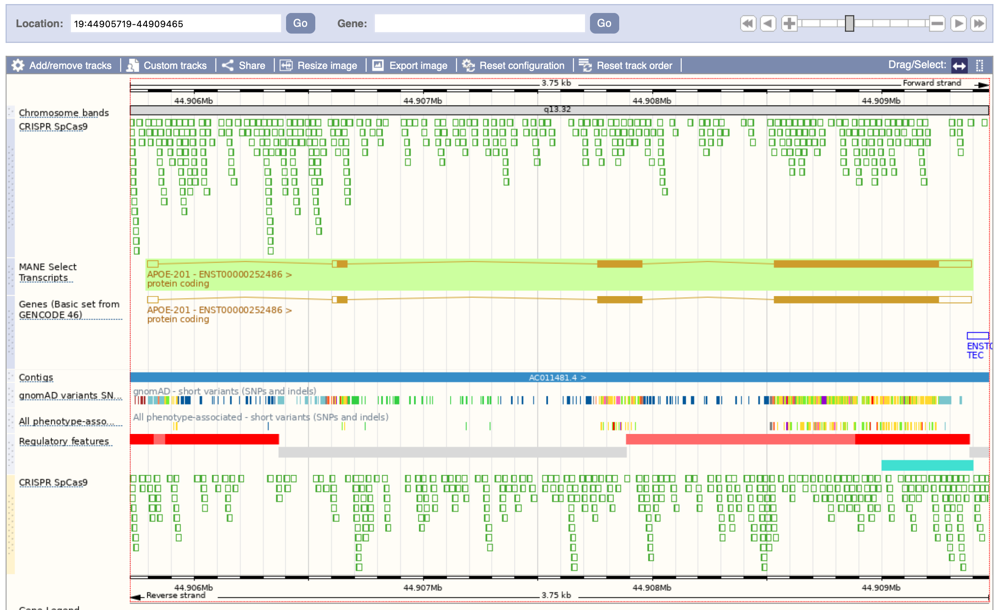 Location: 19:44905719-44909465 Go Gene: Go
Add/remove tracks Custom tracks Share Resize image Export image Reset configuration Reset track order Drag/Select:
3.75 kb Forward strand
44.906Mb 44.907Mb 44.908Mb 44.909Mb
Chromosome bands q13.32
CRISPR SpCas9
MANE Select
Transcripts
APOE-201 - ENST00000252486 >
protein coding
Genes (Basic set from
GENCODE 46)
APOE-201 - ENST00000252486 >
protein coding
TEC
Contigs AC011481.4 >
gnomAD - short variants (SNPs and indels)
gnomAD variants SN...
All phenotype-associated - short variants (SNPs and indels)
All phenotype-asso...
Regulatory features
CRISPR SpCas9
44.906Mb 44.907Mb 44.908Mb 44.909Mb
Reverse strand 3.75 kb
Gene Legend